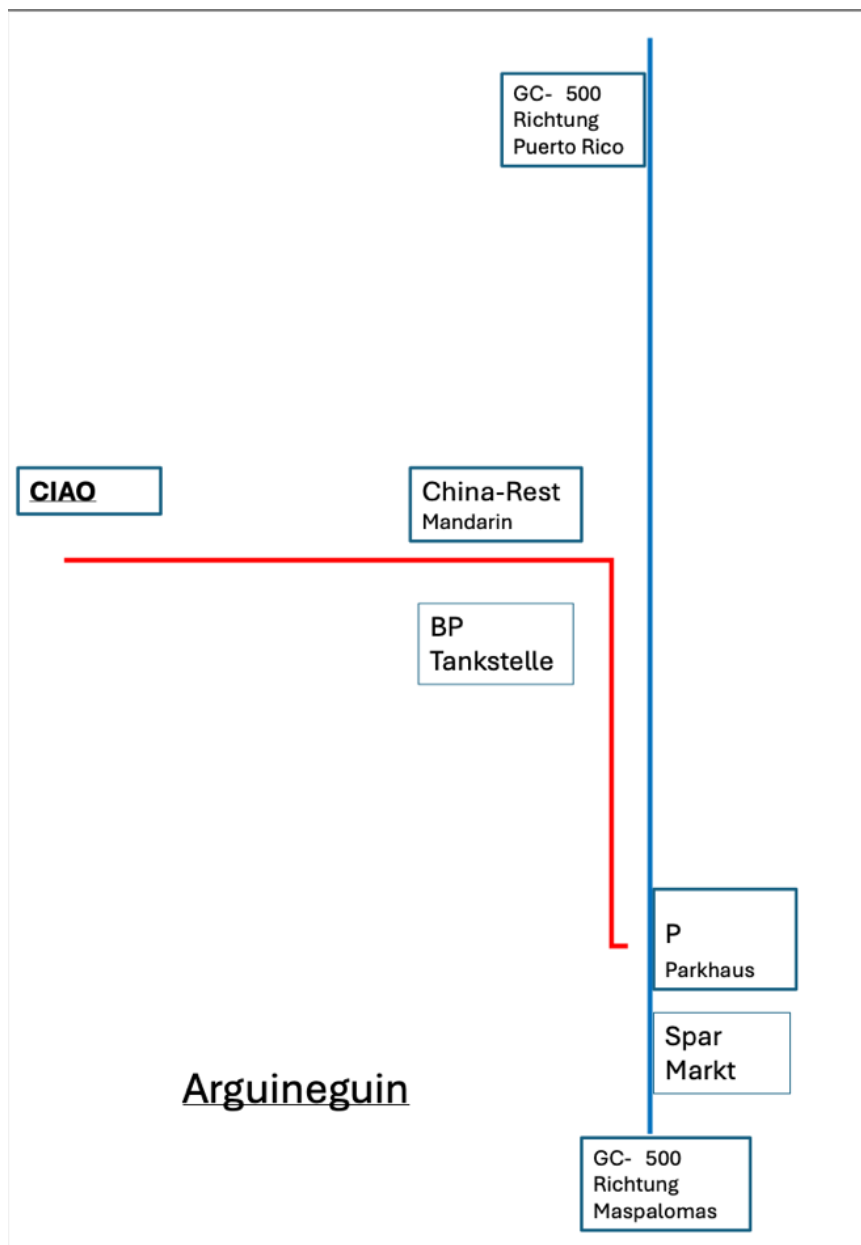 GC- 500
Richtung
Puerto Rico
CIAO
China-Rest
Mandarin
BP
Tankstelle
P
Parkhaus
Spar
Markt
Arguineguin
GC- 500
Richtung
Maspalomas